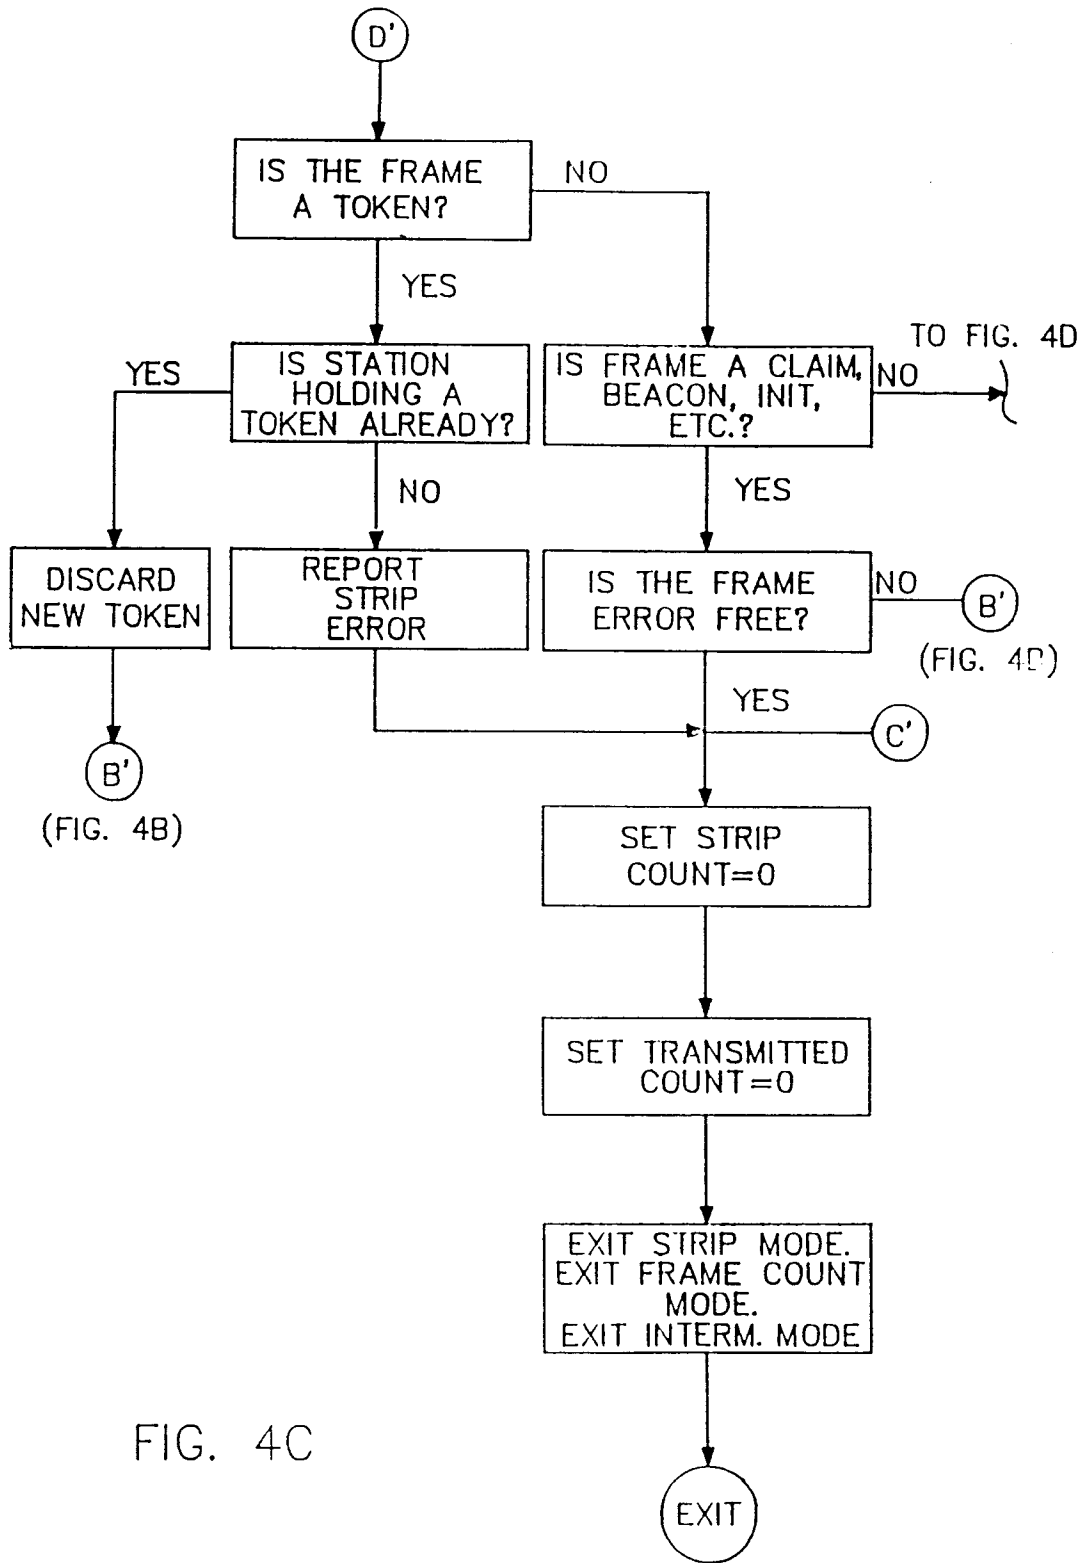 D'
IS THE FRAME
A TOKEN?
NO
YES
TO FIG. 4D
YES
IS STATION
HOLDING A
TOKEN ALREADY?
IS FRAME A CLAIM,
BEACON, INIT,
ETC.?
NO
NO
YES
DISCARD
NEW TOKEN
REPORT
STRIP
ERROR
IS THE FRAME
ERROR FREE?
NO
B'
(FIG.
YES
C'
B'
(FIG. 4B)
SET STRIP
COUNT=0
SET TRANSMITTED
COUNT=0
EXIT STRIP MODE.
EXIT FRAME COUNT
MODE.
EXIT INTERM. MODE
FIG. 4C
EXIT